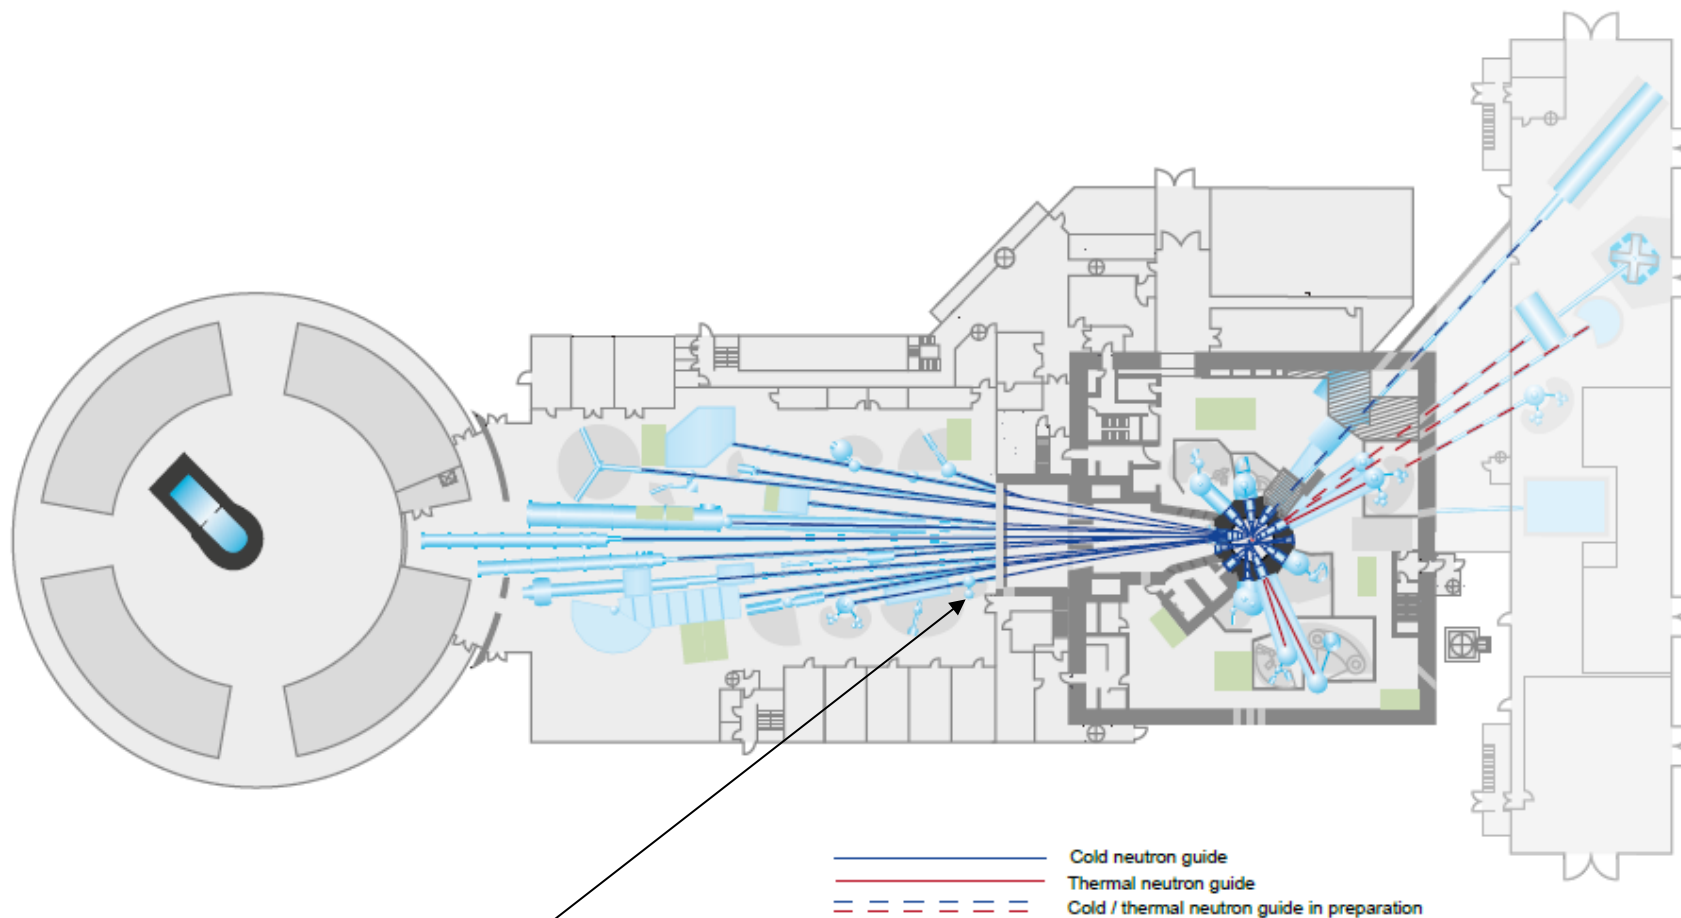 Cold neutron guide
Thermal neutron guide
Cold / thermal neutron guide in preparation